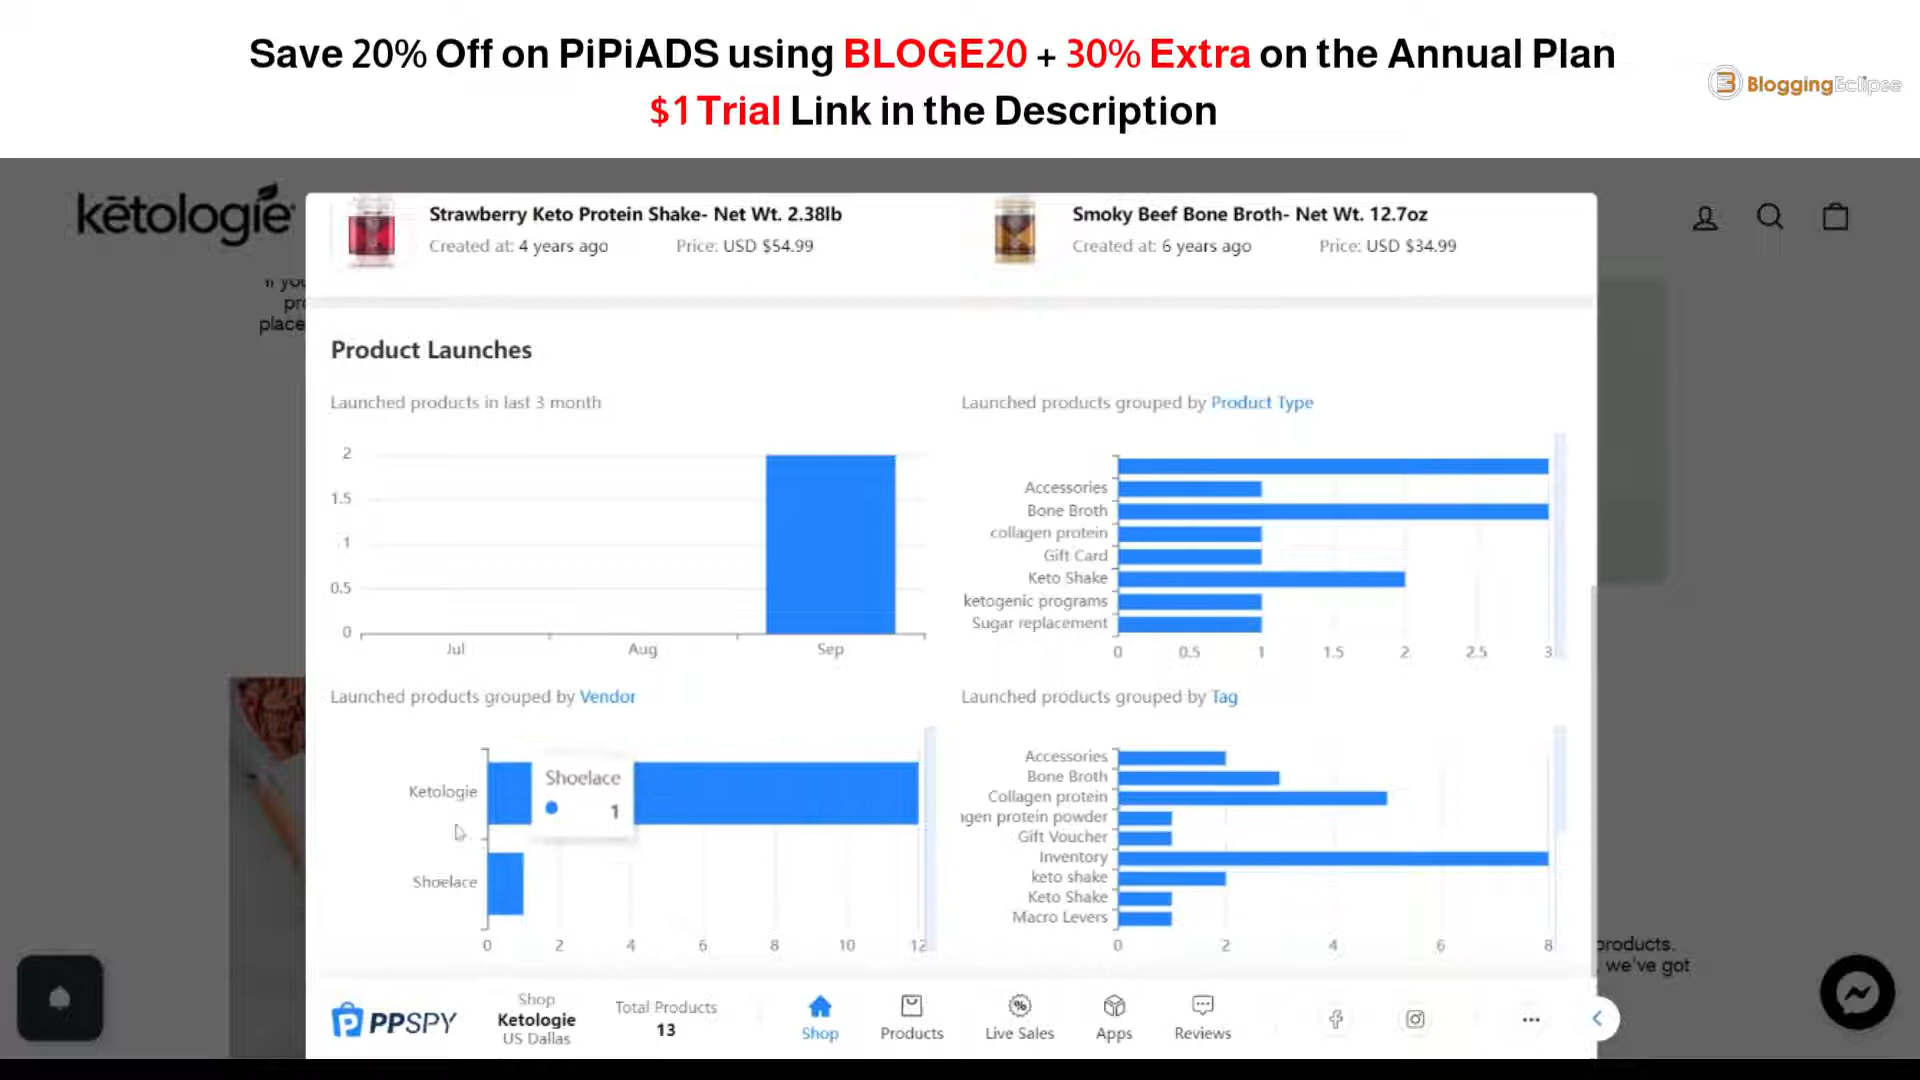 Save 20% Off on PiPiADS using BLOGE20 + 30% Extra on the Annual Plan
$1 Trial Link in the Description
BloggingEclipse
kētologie
Strawberry Keto Protein Shake- Net Wt. 2.38lb
Created at: 4 years ago Price: USD $54.99
Smoky Beef Bone Broth- Net Wt. 12.7oz
Created at: 6 years ago Price: USD $34.99
If you
pro
place
Product Launches
Launched products in last 3 month
2
1.5
1
0.5
0
Jul Aug Sep
Launched products grouped by Product Type
Accessories
Bone Broth
collagen protein
Gift Card
Keto Shake
ketogenic programs
Sugar replacement
0 0.5 1 1.5 2 2.5 3
Launched products grouped by Vendor
Ketologie
Shoelace
1
Shoelace
0 2 4 6 8 10 12
Launched products grouped by Tag
Accessories
Bone Broth
Collagen protein
agen protein powder
Gift Voucher
Inventory
keto shake
Keto Shake
Macro Levers
0 2 4 6 8
products.
, we've got
PPSPY
Shop
Ketologie
US Dallas
Total Products
13
Shop
Products
Live Sales
Apps
Reviews